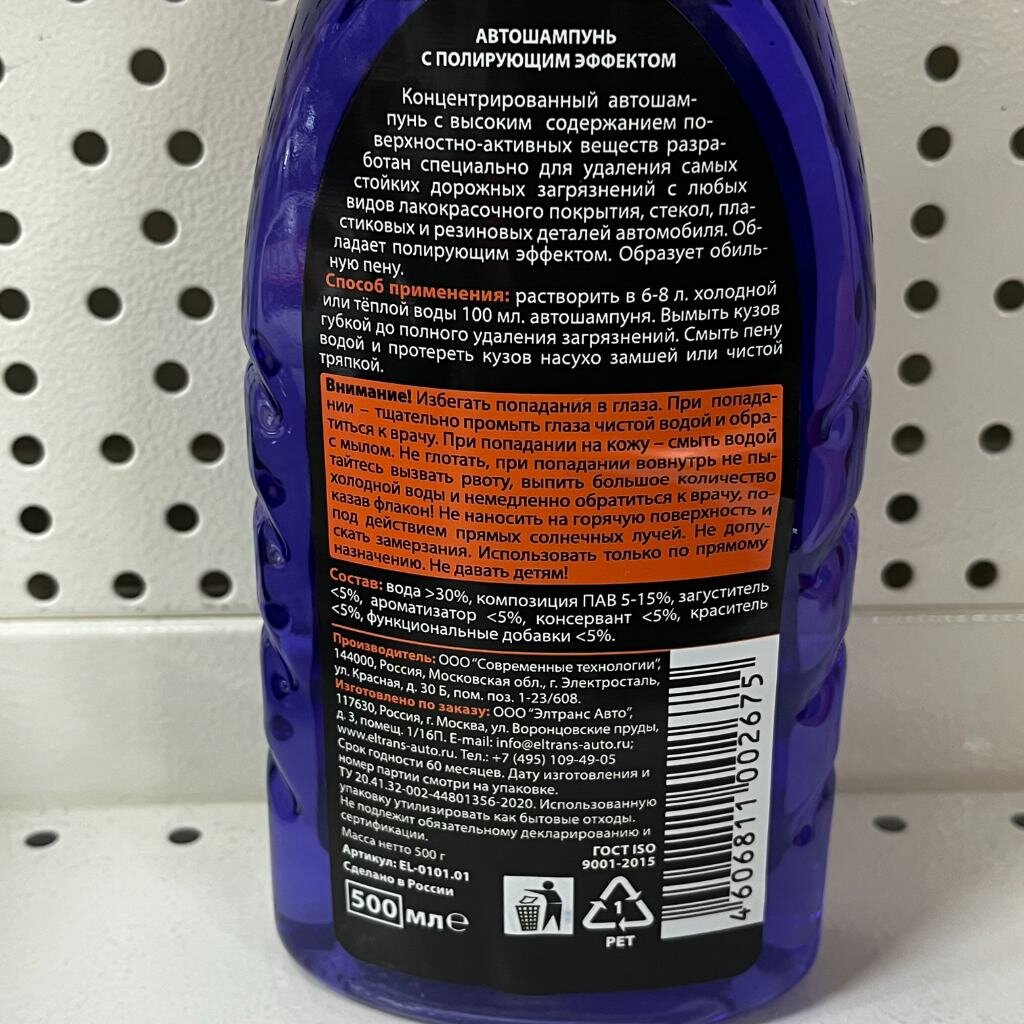 АВТОШАМПУНЬ
С ПОЛИРУЮЩИМ ЭФФЕКТОМ
Концентрированный автошам-
пунь с высоким содержанием по-
верхностно-активных веществ разра-
ботан специально для удаления самых
стойких дорожных загрязнений с любых
видов лакокрасочного покрытия, стекол, пла-
стиковых и резиновых деталей автомобиля. Об-
ладает полирующим эффектом. Образует обиль-
ную пену.
Способ применения: растворить в 6-8 л. холодной
или тёплой воды 100 мл. автошампуня. Вымыть кузов
губкой до полного удаления загрязнений. Смыть пену
водой и протереть кузов насухо замшей или чистой
тряпкой.
Внимание! Избегать попадания в глаза. При попада-
нии – тщательно промыть глаза чистой водой и обра-
титься к врачу. При попадании на кожу – смыть водой
с мылом. Не глотать, при попадании вовнутрь не пы-
тайтесь вызвать рвоту, выпить большое количество
холодной воды и немедленно обратиться к врачу, по-
казав флакон! Не наносить на горячую поверхность и
под действием прямых солнечных лучей. Не допу-
скать замерзания. Использовать только по прямому
назначению. Не давать детям!
Состав: вода >30%, композиция ПАВ 5-15%, загуститель
<5%, ароматизатор <5%, консервант <5%, краситель
<5%, функциональные добавки <5%.
Производитель: ООО "Современные технологии",
144000, Россия, Московская обл., г. Электросталь,
ул. Красная, д. 30 Б, пом. поз. 1-23/608.
Изготовлено по заказу: ООО "Элтранс Авто",
117630, Россия, г. Москва, ул. Воронцовские пруды,
д. 3, помещ. 1/16П. E-mail: info@eltrans-auto.ru;
www.eltrans-auto.ru. Тел.: +7 (495) 109-49-05
Срок годности 60 месяцев. Дату изготовления и
номер партии смотри на упаковке.
ТУ 20.41.32-002-44801356-2020. Использованную
упаковку утилизировать как бытовые отходы.
Не подлежит обязательному декларированию и
сертификации.
Масса нетто 500 г
ГОСТ ISO
9001-2015
Артикул: EL-0101.01
Сделано в России
500 мл ℮
1
PET
4 606811 002675